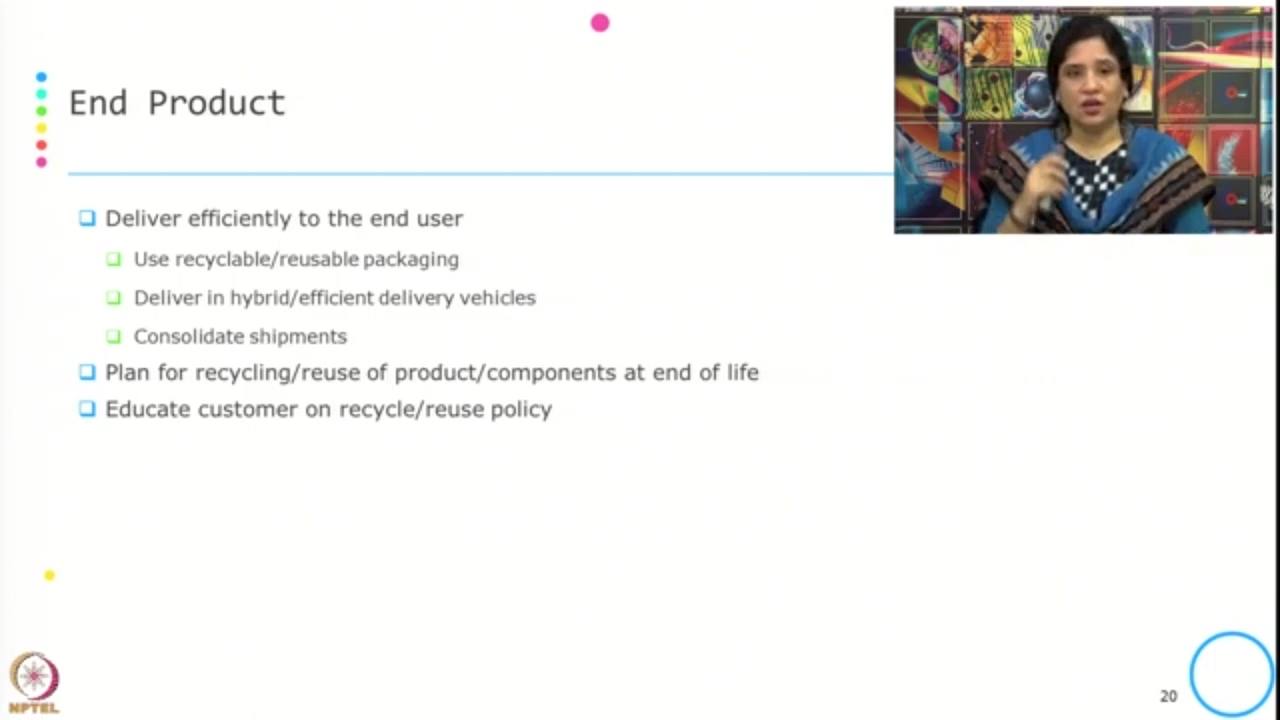 End Product
Deliver efficiently to the end user
Use recyclable/reusable packaging
Deliver in hybrid/efficient delivery vehicles
Consolidate shipments
Plan for recycling/reuse of product/components at end of life
Educate customer on recycle/reuse policy
NPTEL
20